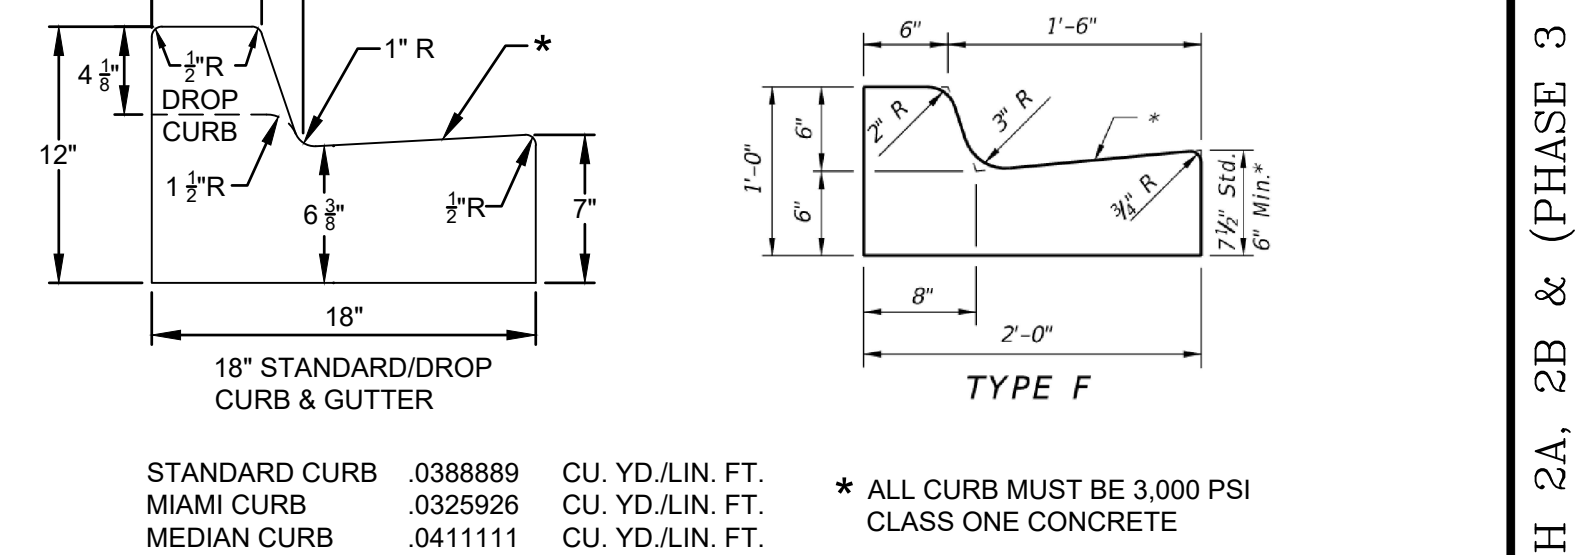 4 1/8"
1/2"R
1" R
*
DROP
CURB
12"
1 1/2"R
6 3/8"
1/2"R
7"
18"
18" STANDARD/DROP
CURB & GUTTER
6"
1'-6"
2" R
3" R
*
1'-0"
6"
6"
3/4" R
7 1/2" Std.
6" Min.*
8"
2'-0"
TYPE F
STANDARD CURB .0388889 CU. YD./LIN. FT.
MIAMI CURB .0325926 CU. YD./LIN. FT.
MEDIAN CURB .0411111 CU. YD./LIN. FT.
* ALL CURB MUST BE 3,000 PSI
CLASS ONE CONCRETE
H 2A, 2B & (PHASE 3